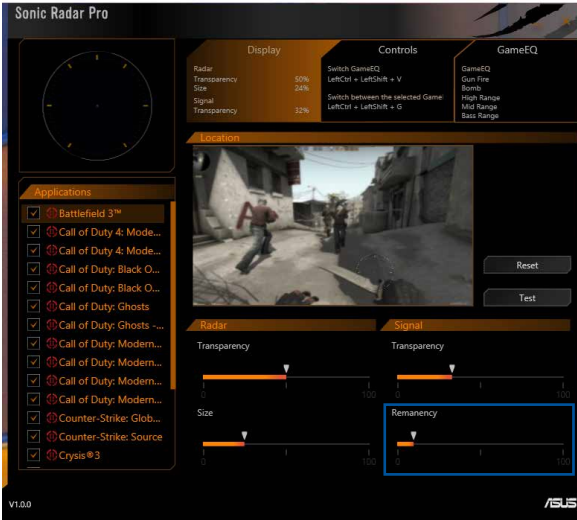 Sonic Radar Pro
Display
Radar
Transparency 50%
Size 24%
Signal
Transparency 32%
Controls
Switch GameEQ
LeftCtrl + LeftShift + V
Switch between the selected Game
LeftCtrl + LeftShift + G
GameEQ
GameEQ
Gun Fire
Bomb
High Range
Mid Range
Bass Range
Location
A
Reset
Test
Applications
Battlefield 3™
Call of Duty 4: Mode...
Call of Duty 4: Mode...
Call of Duty: Black O...
Call of Duty: Black O...
Call of Duty: Ghosts
Call of Duty: Ghosts -...
Call of Duty: Modern...
Call of Duty: Modern...
Call of Duty: Modern...
Counter-Strike: Glob...
Counter-Strike: Source
Crysis®3
Radar
Transparency
0 100
Size
0 100
Signal
Transparency
0 100
Remanency
0 100
V1.0.0
ASUS